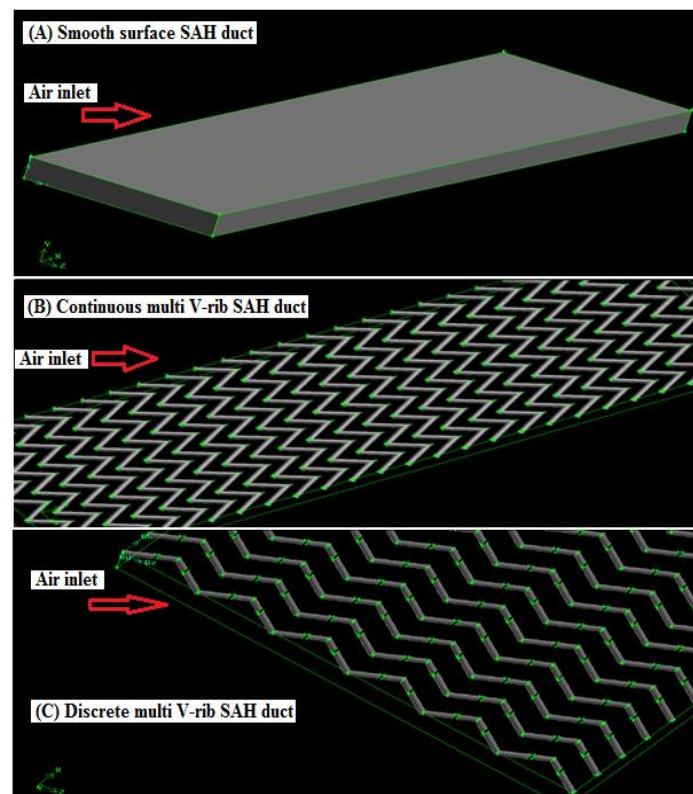 (A) Smooth surface SAH duct
Air inlet
Y
X
Z
(B) Continuous multi V-rib SAH duct
Air inlet
Air inlet
(C) Discrete multi V-rib SAH duct
X
Z